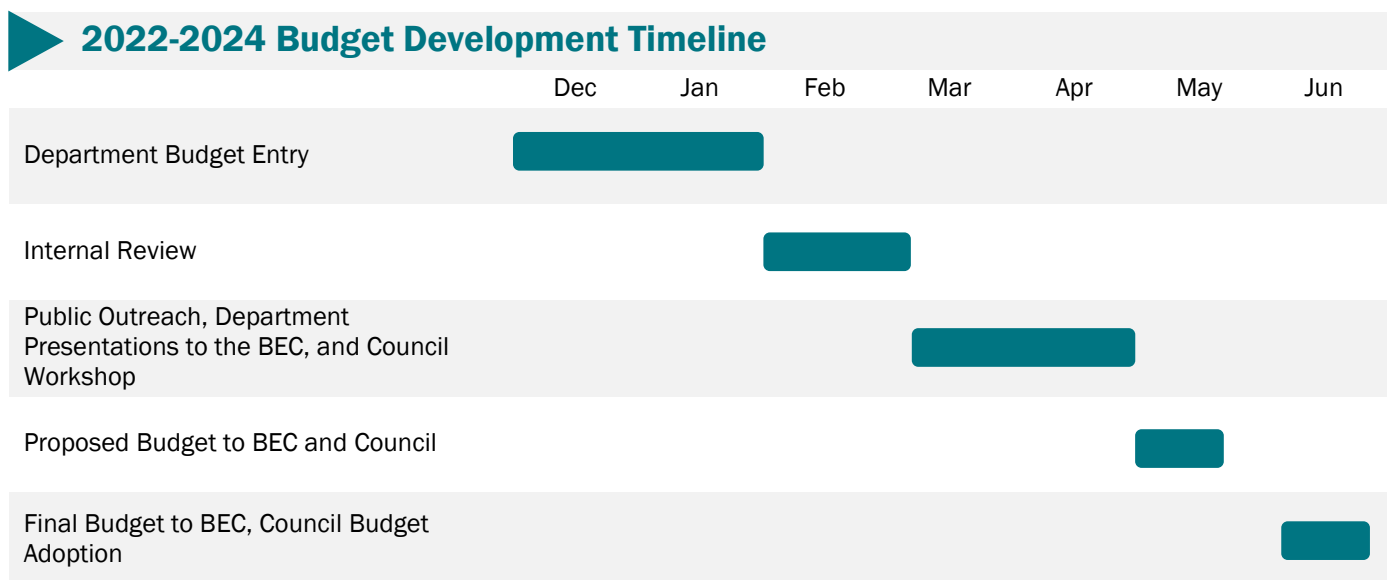 2022-2024 Budget Development Timeline
Dec Jan Feb Mar Apr May Jun
Department Budget Entry
Internal Review
Public Outreach, Department
Presentations to the BEC, and Council
Workshop
Proposed Budget to BEC and Council
Final Budget to BEC, Council Budget
Adoption